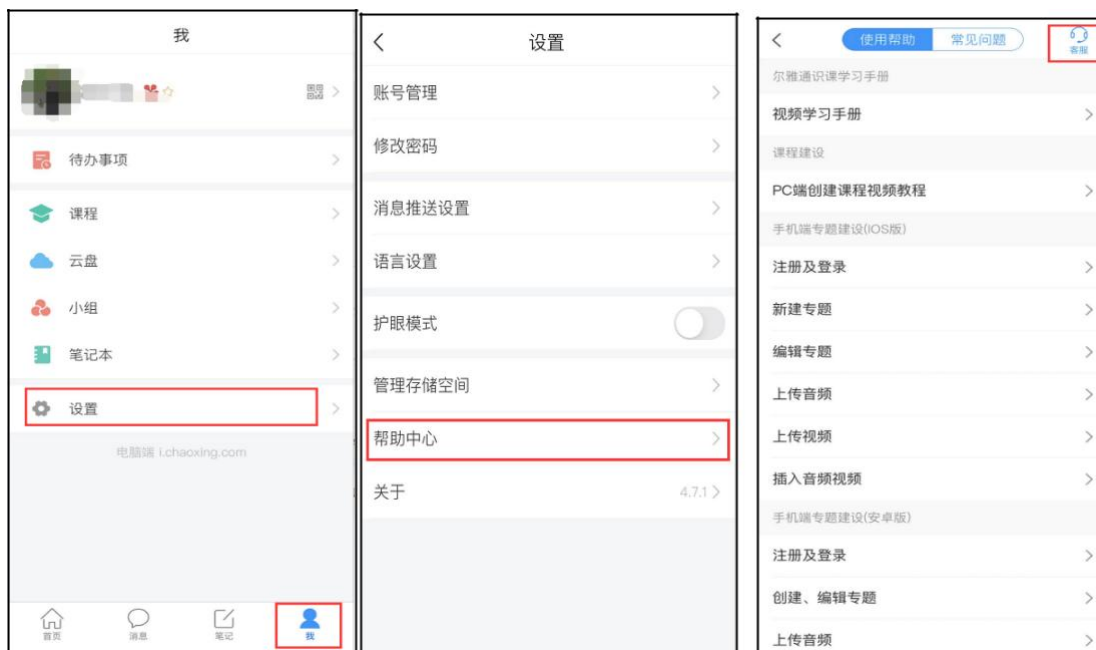 我
待办事项
课程
云盘
小组
笔记本
设置
电脑端 i.chaoxing.com
首页
消息
笔记
我
设置
账号管理
修改密码
消息推送设置
语言设置
护眼模式
管理存储空间
帮助中心
关于 4.7.1
使用帮助 常见问题 客服
尔雅通识课学习手册
视频学习手册
课程建设
PC端创建课程视频教程
手机端专题建设(IOS版)
注册及登录
新建专题
编辑专题
上传音频
上传视频
插入音频视频
手机端专题建设(安卓版)
注册及登录
创建、编辑专题
上传音频